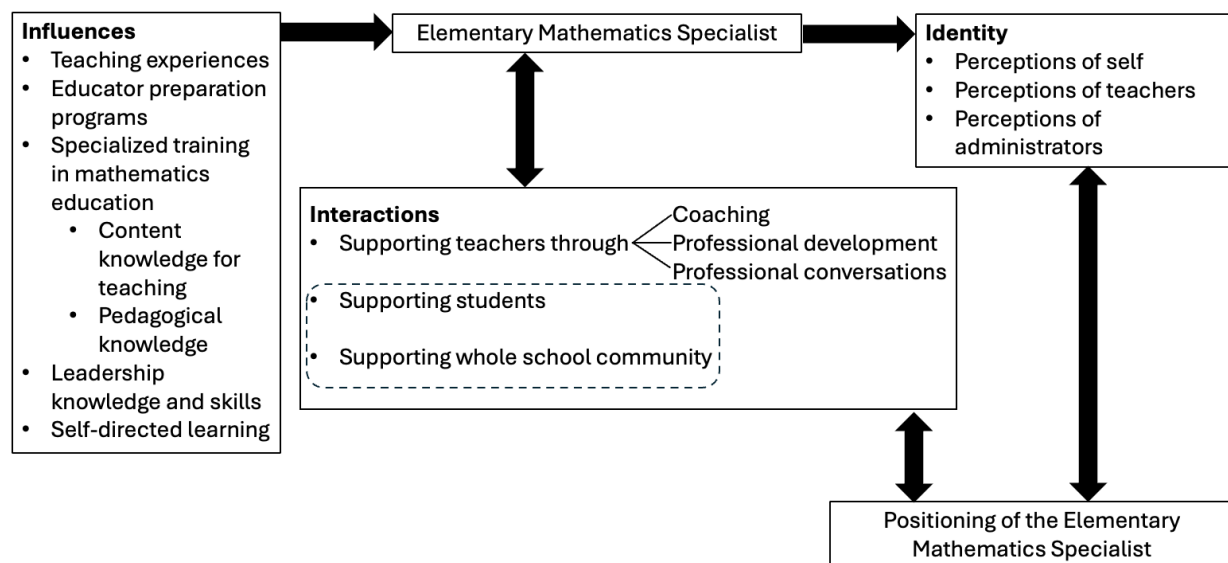 Influences
• Teaching experiences
• Educator preparation
programs
• Specialized training
in mathematics
education
• Content
knowledge for
teaching
• Pedagogical
knowledge
• Leadership
knowledge and skills
• Self-directed learning
Elementary Mathematics Specialist
Identity
• Perceptions of self
• Perceptions of teachers
• Perceptions of
administrators
Interactions
• Supporting teachers through
Coaching
Professional development
Professional conversations
• Supporting students
• Supporting whole school community
Positioning of the Elementary
Mathematics Specialist